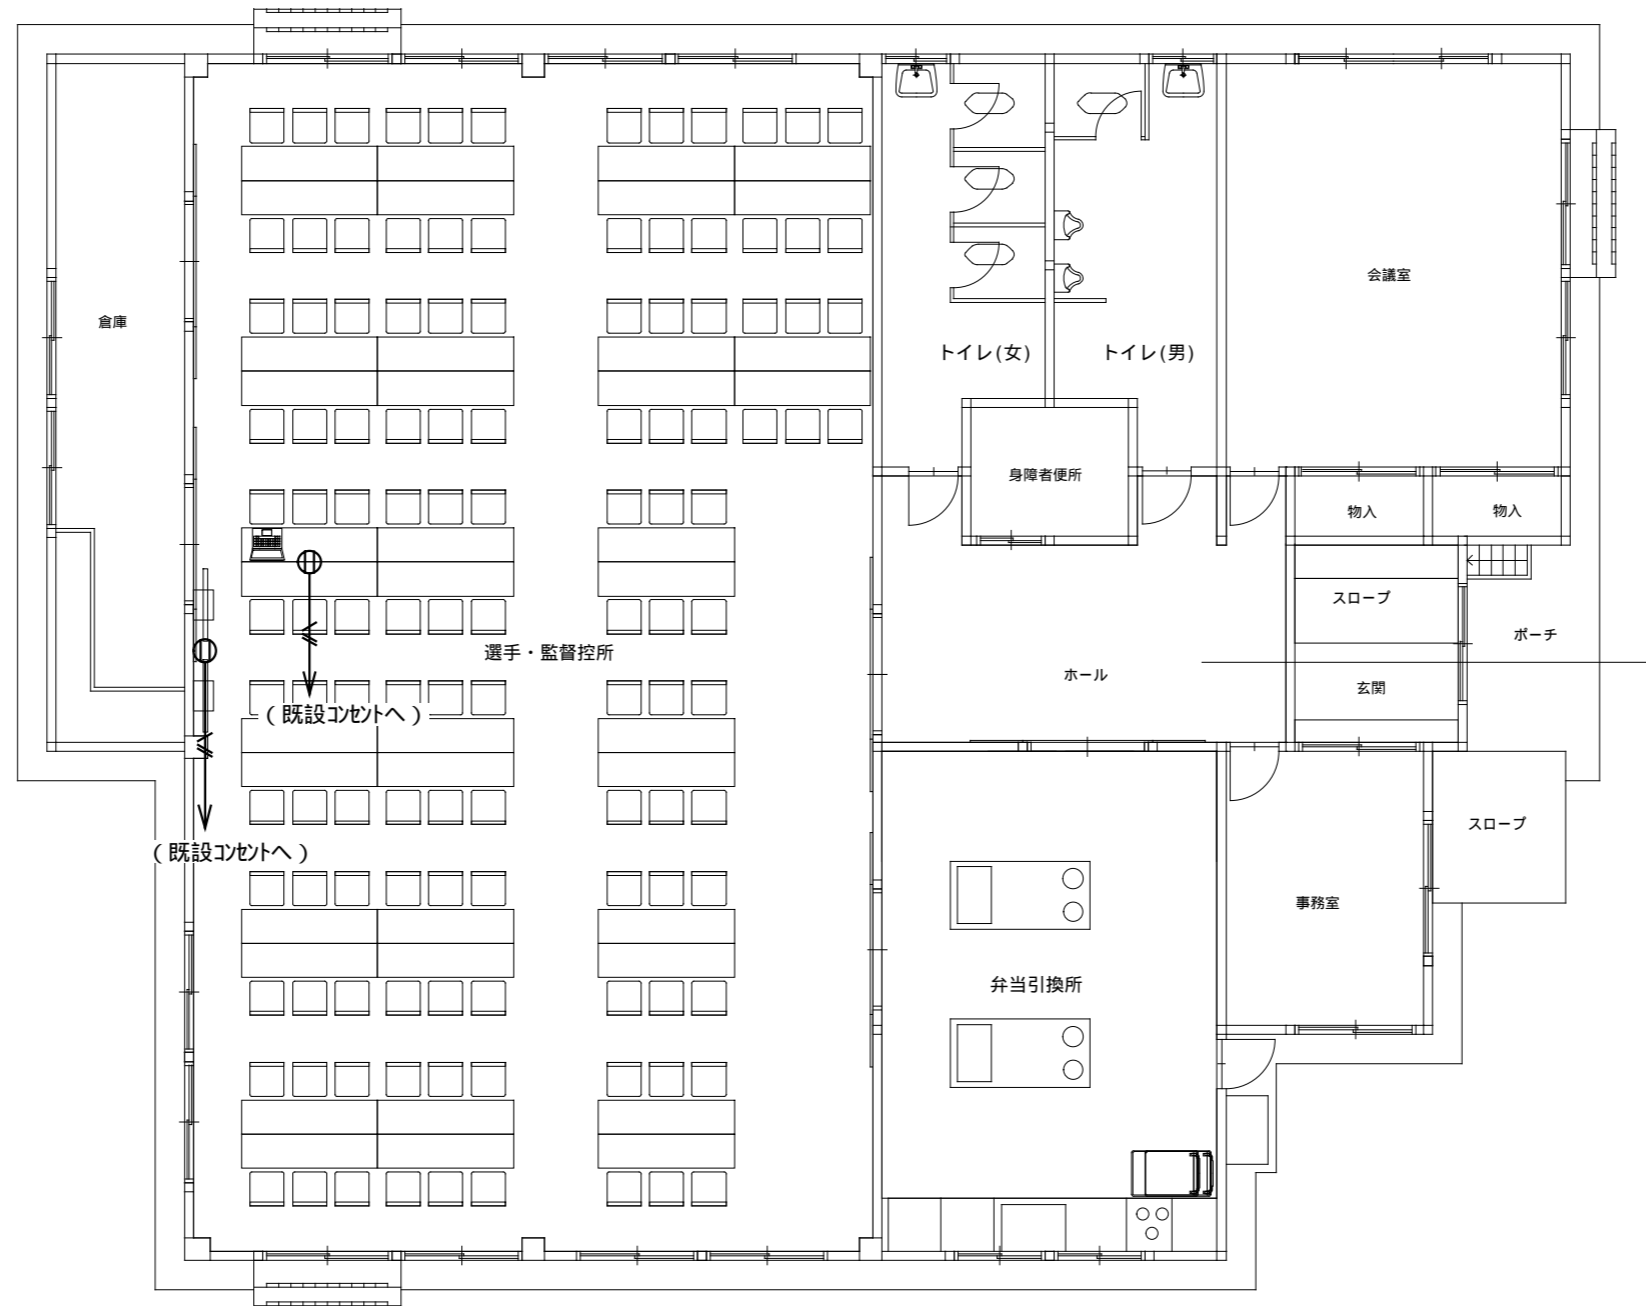 倉庫
会議室
トイレ(女)
トイレ(男)
身障者便所
物入
物入
スロープ
ポーチ
選手・監督控所
ホール
玄関
(既設コンセントへ)
スロープ
(既設コンセントへ)
事務室
弁当引換所